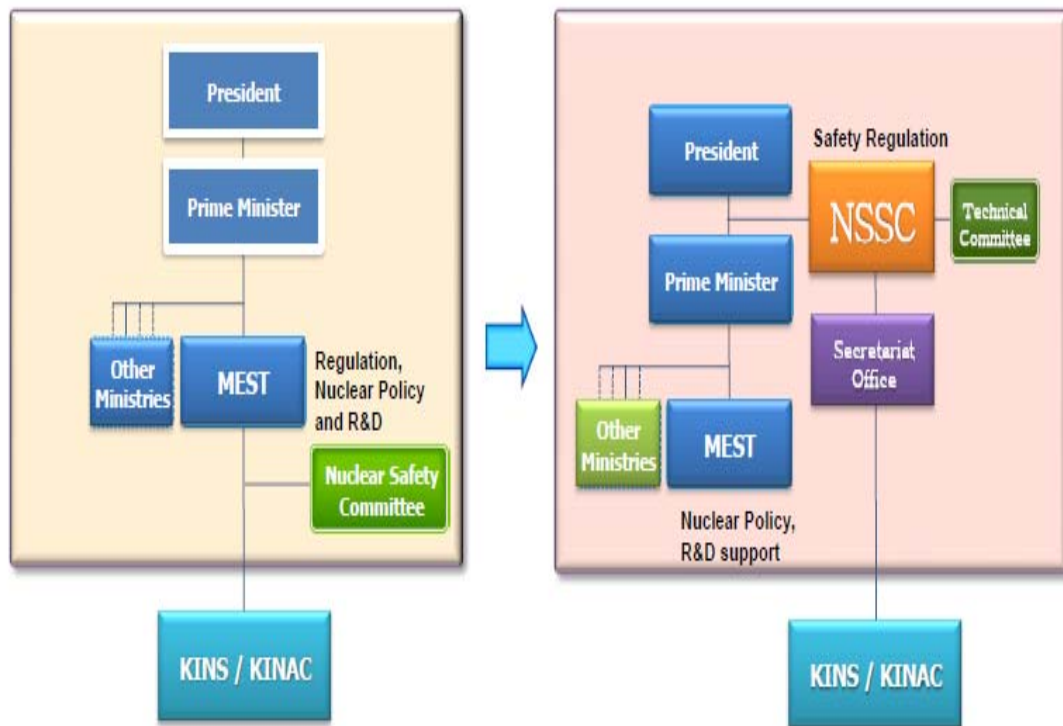 President
Prime Minister
Other
Ministries
MEST
Regulation,
Nuclear Policy
and R&D
Nuclear Safety
Committee
KINS / KINAC
President
Safety Regulation
NSSC
Technical
Committee
Prime Minister
Secretariat
Office
Other
Ministries
MEST
Nuclear Policy,
R&D support
KINS / KINAC